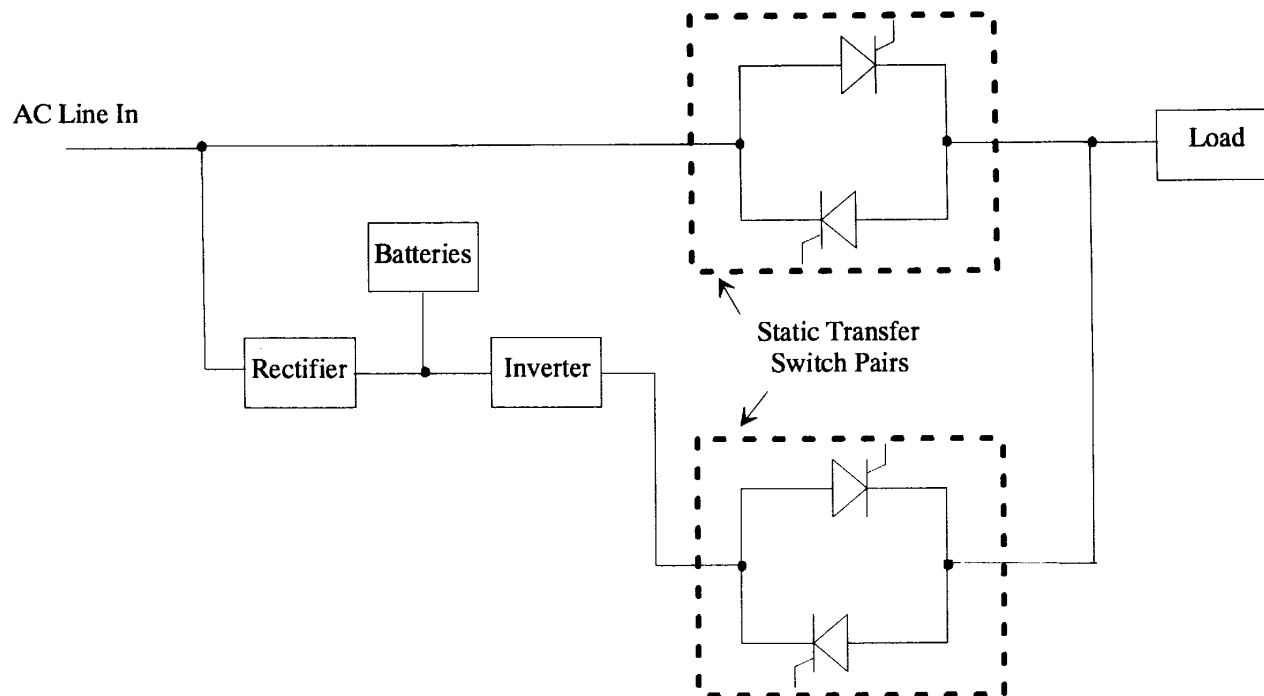 AC Line In
Load
Batteries
Static Transfer
Switch Pairs
Rectifier
Inverter